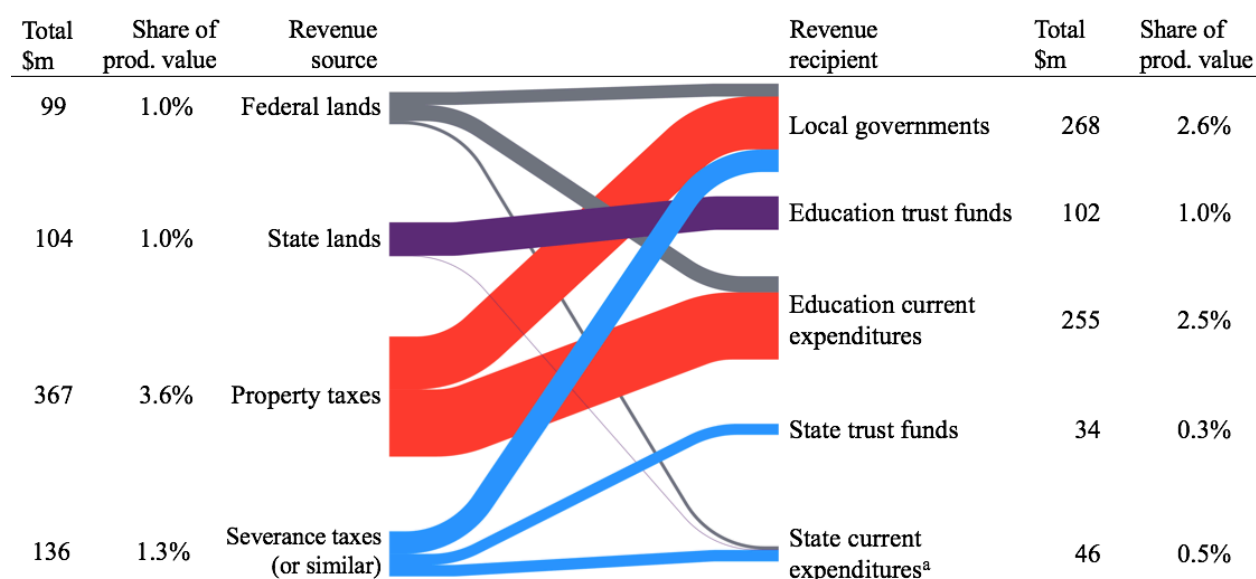 Total Share of Revenue Revenue Total Share of
$m prod. value source recipient $m prod. value
99 1.0% Federal lands
Local governments 268 2.6%
Education trust funds 102 1.0%
104 1.0% State lands
Education current
expenditures 255 2.5%
367 3.6% Property taxes
State trust funds 34 0.3%
136 1.3% Severance taxes
(or similar)
State current
expendituresᵃ 46 0.5%